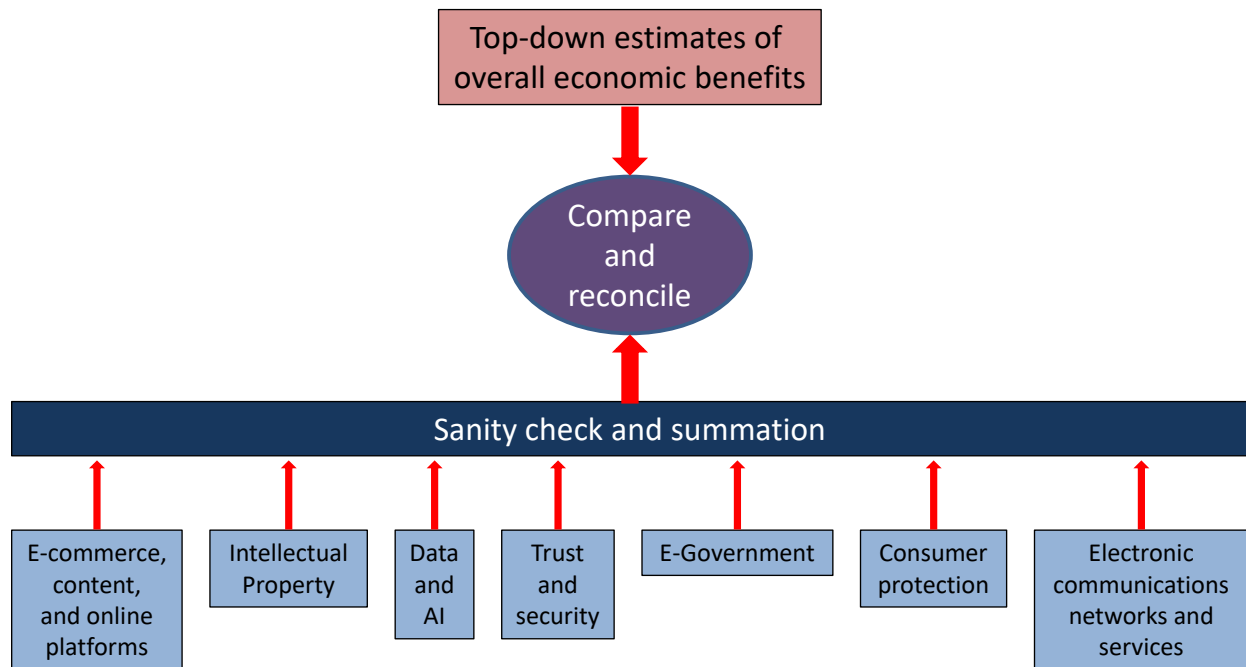 Top-down estimates of
overall economic benefits
Compare
and
reconcile
Sanity check and summation
E-commerce,
content,
and online
platforms
Intellectual
Property
Data
and
AI
Trust
and
security
E-Government
Consumer
protection
Electronic
communications
networks and
services